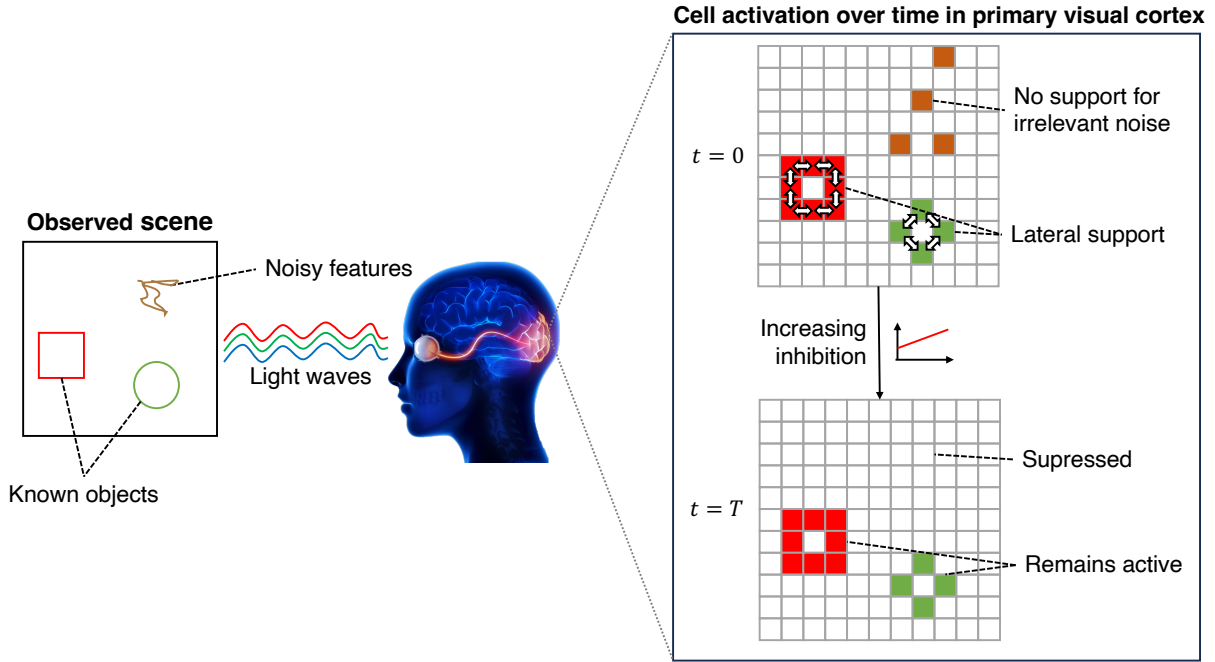 Cell activation over time in primary visual cortex
No support for
irrelevant noise
t = 0
Lateral support
Observed scene
Noisy features
Light waves
Known objects
Increasing
inhibition
Supressed
t = T
Remains active